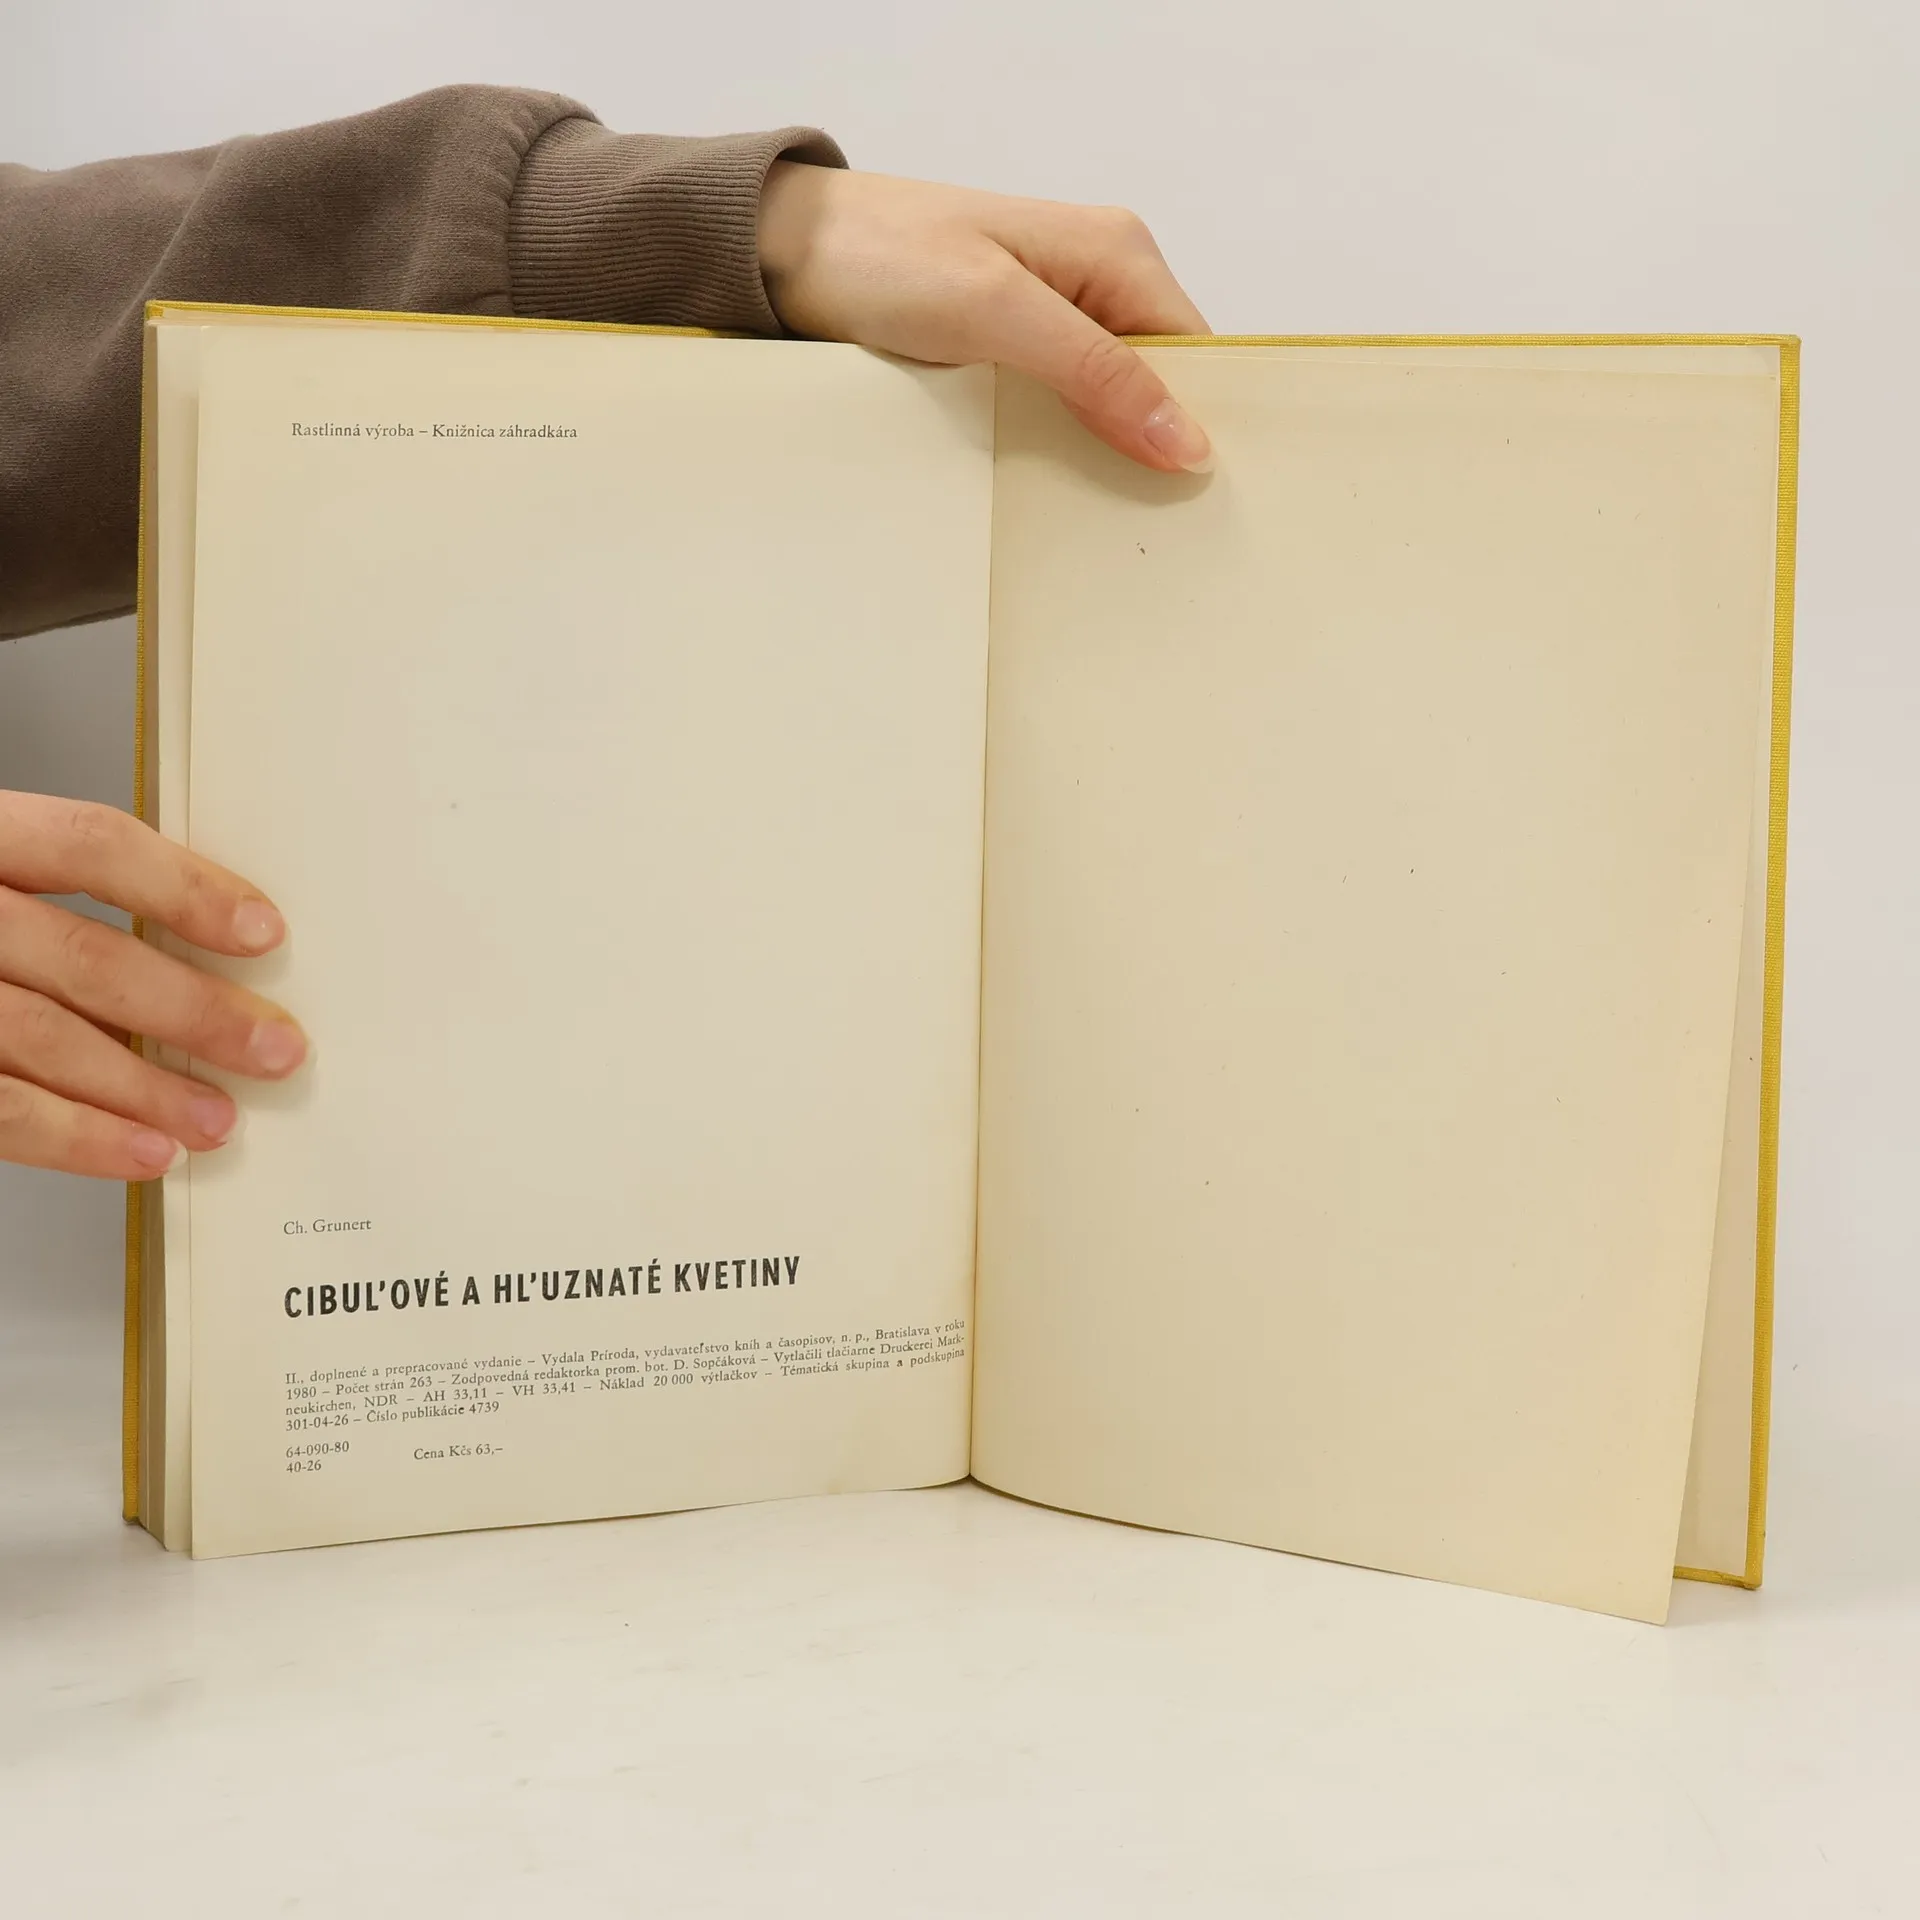 Rastlinná výroba – Knižnica záhradkára
Ch. Grunert
CIBUĽOVÉ A HĽUZNATÉ KVETINY
II., doplnené a prepracované vydanie – Vydala Príroda, vydavateľstvo kníh a časopisov, n. p., Bratislava v roku
1980 – Počet strán 263 – Zodpovedná redaktorka prom. bot. D. Sopčáková – Vytlačili tlačiarne Druckerei Mark-
neukirchen, NDR – AH 33,11 – VH 33,41 – Náklad 20 000 výtlačkov – Tématická skupina a podskupina
301-04-26 – Číslo publikácie 4739
64-090-80 Cena Kčs 63,–
40-26